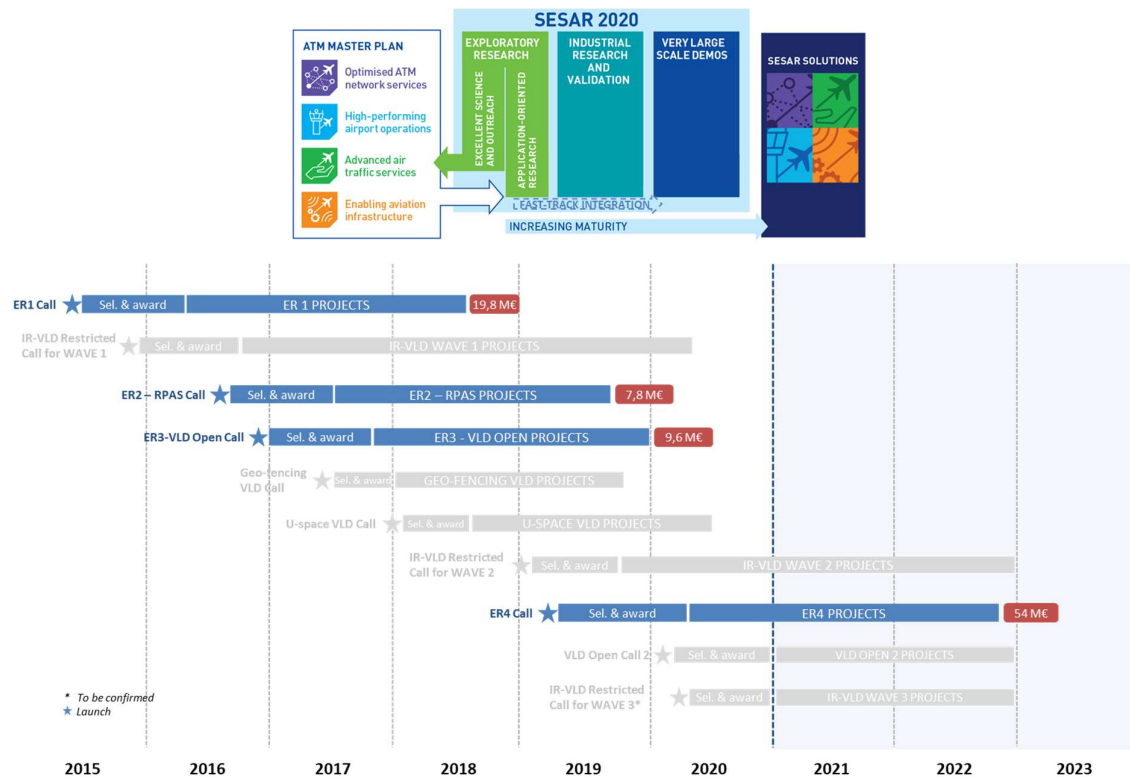 SESAR 2020
ATM MASTER PLAN
Optimised ATM
network services
High-performing
airport operations
Advanced air
traffic services
Enabling aviation
infrastructure
EXPLORATORY
RESEARCH
EXCELLENT SCIENCE
AND OUTREACH
APPLICATION-ORIENTED
RESEARCH
INDUSTRIAL
RESEARCH
AND
VALIDATION
VERY LARGE
SCALE DEMOS
FAST-TRACK INTEGRATION
INCREASING MATURITY
SESAR SOLUTIONS
ER1 Call
Sel. & award
ER 1 PROJECTS
19,8 M€
IR-VLD Restricted
Call for WAVE 1
Sel. & award
IR-VLD WAVE 1 PROJECTS
ER2 – RPAS Call
Sel. & award
ER2 – RPAS PROJECTS
7,8 M€
ER3-VLD Open Call
Sel. & award
ER3 - VLD OPEN PROJECTS
9,6 M€
Geo-fencing
VLD Call
Sel. & award
GEO-FENCING VLD PROJECTS
U-space VLD Call
Sel. & award
U-SPACE VLD PROJECTS
IR-VLD Restricted
Call for WAVE 2
Sel. & award
IR-VLD WAVE 2 PROJECTS
ER4 Call
Sel. & award
ER4 PROJECTS
54 M€
VLD Open Call 2
Sel. & award
VLD OPEN 2 PROJECTS
IR-VLD Restricted
Call for WAVE 3*
Sel. & award
IR-VLD WAVE 3 PROJECTS
* To be confirmed
Launch
2015 2016 2017 2018 2019 2020 2021 2022 2023